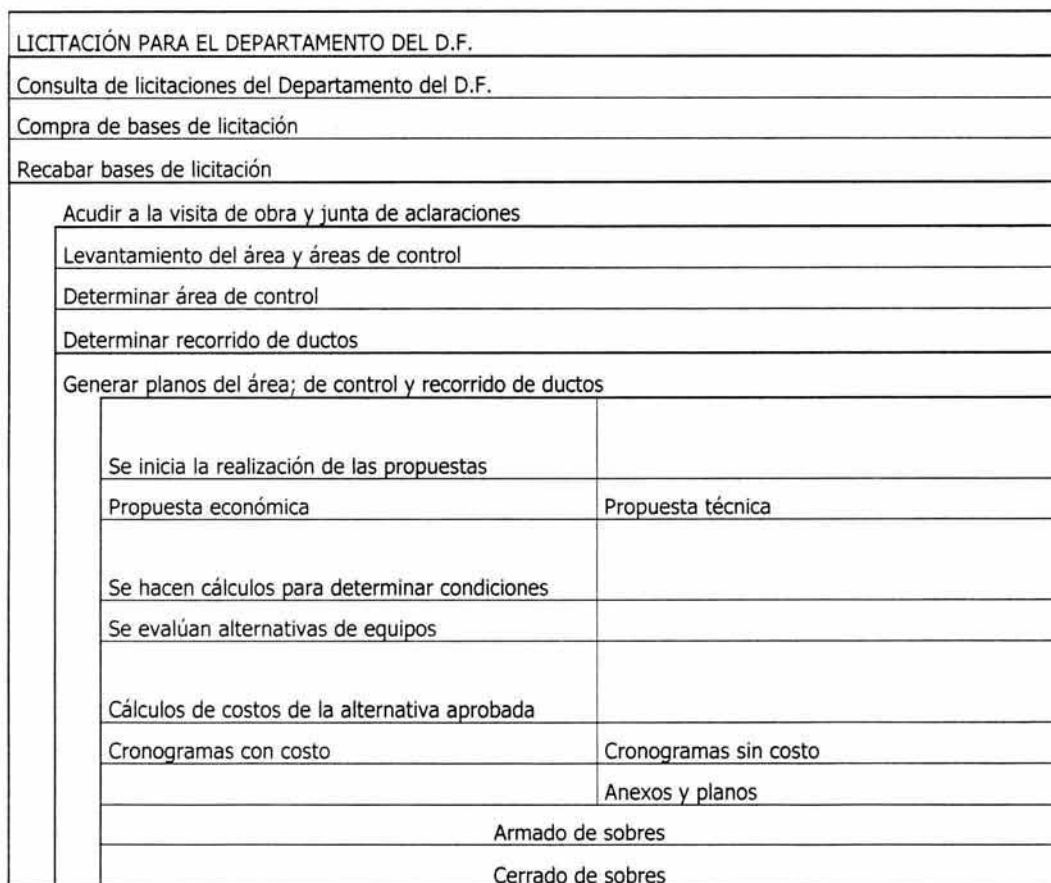 LICITACIÓN PARA EL DEPARTAMENTO DEL D.F.
Consulta de licitaciones del Departamento del D.F.
Compra de bases de licitación
Recabar bases de licitación
Acudir a la visita de obra y junta de aclaraciones
Levantamiento del área y áreas de control
Determinar área de control
Determinar recorrido de ductos
Generar planos del área; de control y recorrido de ductos
Se inicia la realización de las propuestas
Propuesta económica Propuesta técnica
Se hacen cálculos para determinar condiciones
Se evalúan alternativas de equipos
Cálculos de costos de la alternativa aprobada
Cronogramas con costo Cronogramas sin costo
Anexos y planos
Armado de sobres
Cerrado de sobres